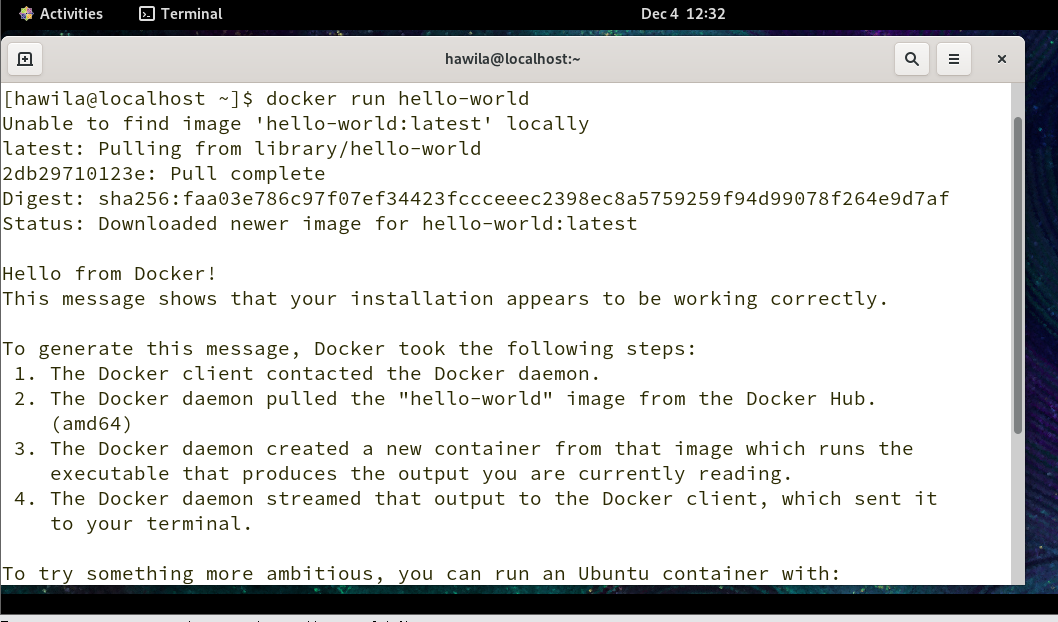 Activities Terminal Dec 4 12:32
hawila@localhost:~
[hawila@localhost ~]$ docker run hello-world
Unable to find image 'hello-world:latest' locally
latest: Pulling from library/hello-world
2db29710123e: Pull complete
Digest: sha256:faa03e786c97f07ef34423fccceeec2398ec8a5759259f94d99078f264e9d7af
Status: Downloaded newer image for hello-world:latest

Hello from Docker!
This message shows that your installation appears to be working correctly.

To generate this message, Docker took the following steps:
 1. The Docker client contacted the Docker daemon.
 2. The Docker daemon pulled the "hello-world" image from the Docker Hub.
    (amd64)
 3. The Docker daemon created a new container from that image which runs the
    executable that produces the output you are currently reading.
 4. The Docker daemon streamed that output to the Docker client, which sent it
    to your terminal.

To try something more ambitious, you can run an Ubuntu container with: